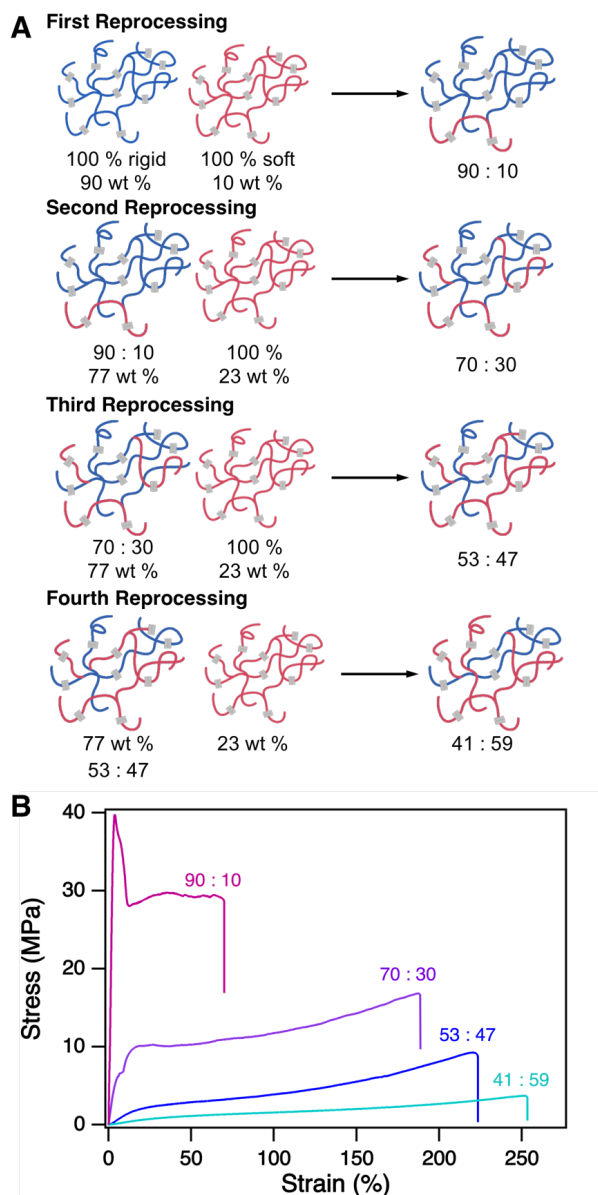 A
First Reprocessing
100 % rigid
90 wt %
100 % soft
10 wt %
90 : 10
Second Reprocessing
90 : 10
77 wt %
100 %
23 wt %
70 : 30
Third Reprocessing
70 : 30
77 wt %
100 %
23 wt %
53 : 47
Fourth Reprocessing
77 wt %
53 : 47
23 wt %
41 : 59
B
Stress (MPa)
40
30
20
10
0
90 : 10
70 : 30
53 : 47
41 : 59
0
50
100
150
200
250
Strain (%)